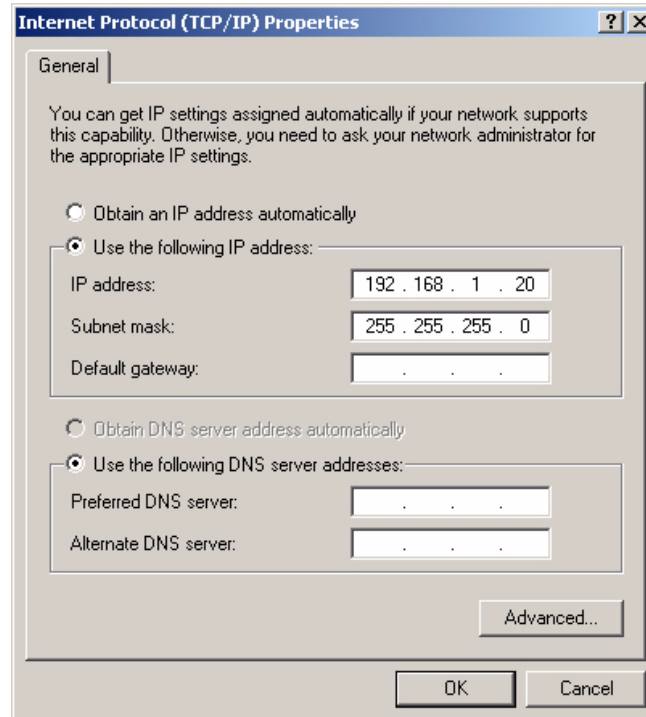 Internet Protocol (TCP/IP) Properties
General
You can get IP settings assigned automatically if your network supports
this capability. Otherwise, you need to ask your network administrator for
the appropriate IP settings.
Obtain an IP address automatically
Use the following IP address:
IP address: 192 . 168 . 1 . 20
Subnet mask: 255 . 255 . 255 . 0
Default gateway: . . .
Obtain DNS server address automatically
Use the following DNS server addresses:
Preferred DNS server: . . .
Alternate DNS server: . . .
Advanced...
OK Cancel